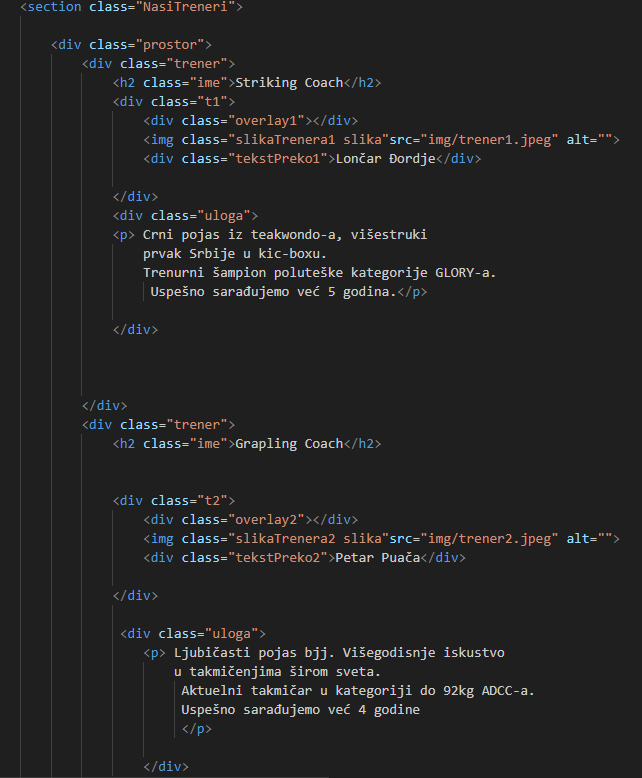 <section class="NasiTreneri">
<div class="prostor">
<div class="trener">
<h2 class="ime">Striking Coach</h2>
<div class="t1">
<div class="overlay1"></div>
<img class="slikaTrenera1 slika"src="img/trener1.jpeg" alt="">
<div class="tekstPreko1">Lončar Đordje</div>
</div>
<div class="uloga">
<p> Crni pojas iz teakwondo-a, višestruki
prvak Srbije u kic-boxu.
Trenurni šampion poluteške kategorije GLORY-a.
Uspešno sarađujemo već 5 godina.</p>
</div>
</div>
<div class="trener">
<h2 class="ime">Grapling Coach</h2>
<div class="t2">
<div class="overlay2"></div>
<img class="slikaTrenera2 slika"src="img/trener2.jpeg" alt="">
<div class="tekstPreko2">Petar Puača</div>
</div>
<div class="uloga">
<p> Ljubičasti pojas bjj. Višegodisnje iskustvo
u takmičenjima širom sveta.
Aktuelni takmičar u kategoriji do 92kg ADCC-a.
Uspešno sarađujemo već 4 godine
</p>
</div>